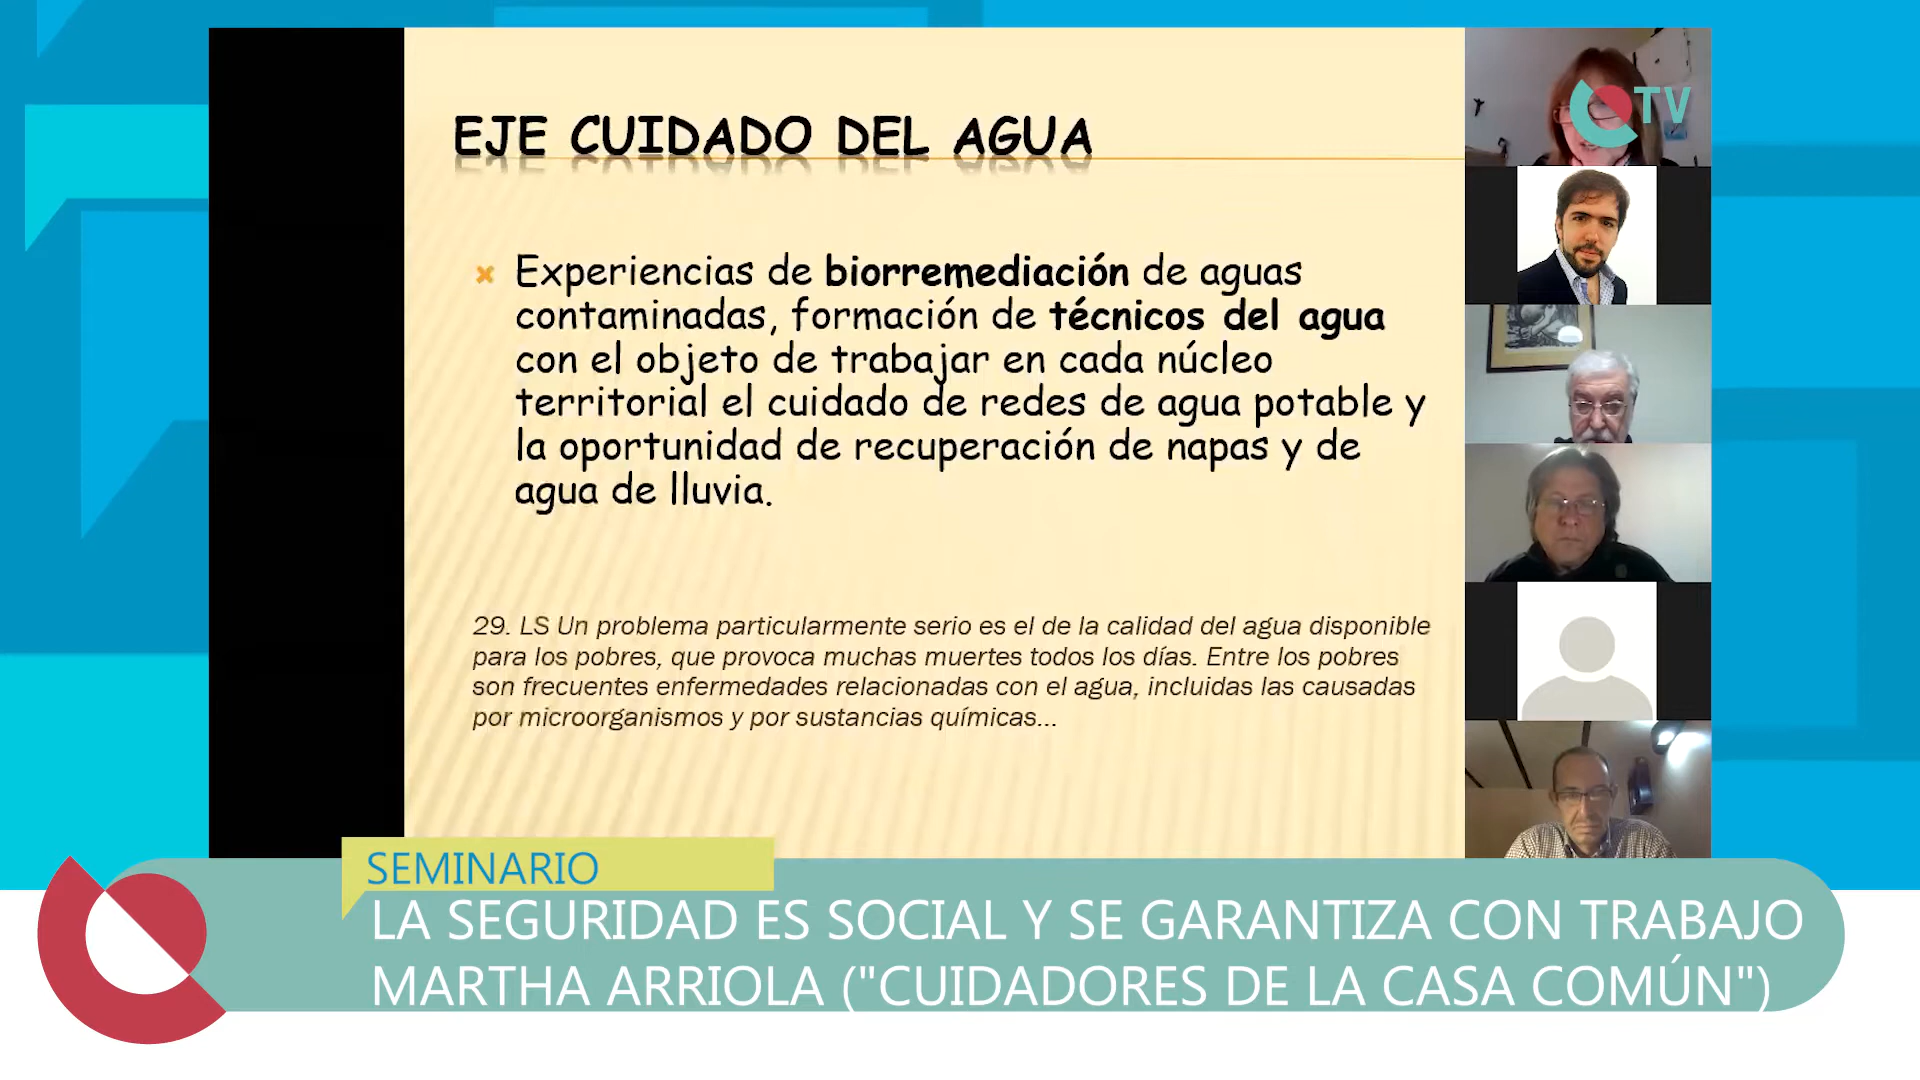 EJE CUIDADO DEL AGUA
Experiencias de biorremediación de aguas
contaminadas, formación de técnicos del agua
con el objeto de trabajar en cada núcleo
territorial el cuidado de redes de agua potable y
la oportunidad de recuperación de napas y de
agua de lluvia.
29. LS Un problema particularmente serio es el de la calidad del agua disponible
para los pobres, que provoca muchas muertes todos los días. Entre los pobres
son frecuentes enfermedades relacionadas con el agua, incluidas las causadas
por microorganismos y por sustancias químicas...
TV
SEMINARIO
LA SEGURIDAD ES SOCIAL Y SE GARANTIZA CON TRABAJO
MARTHA ARRIOLA ("CUIDADORES DE LA CASA COMÚN")